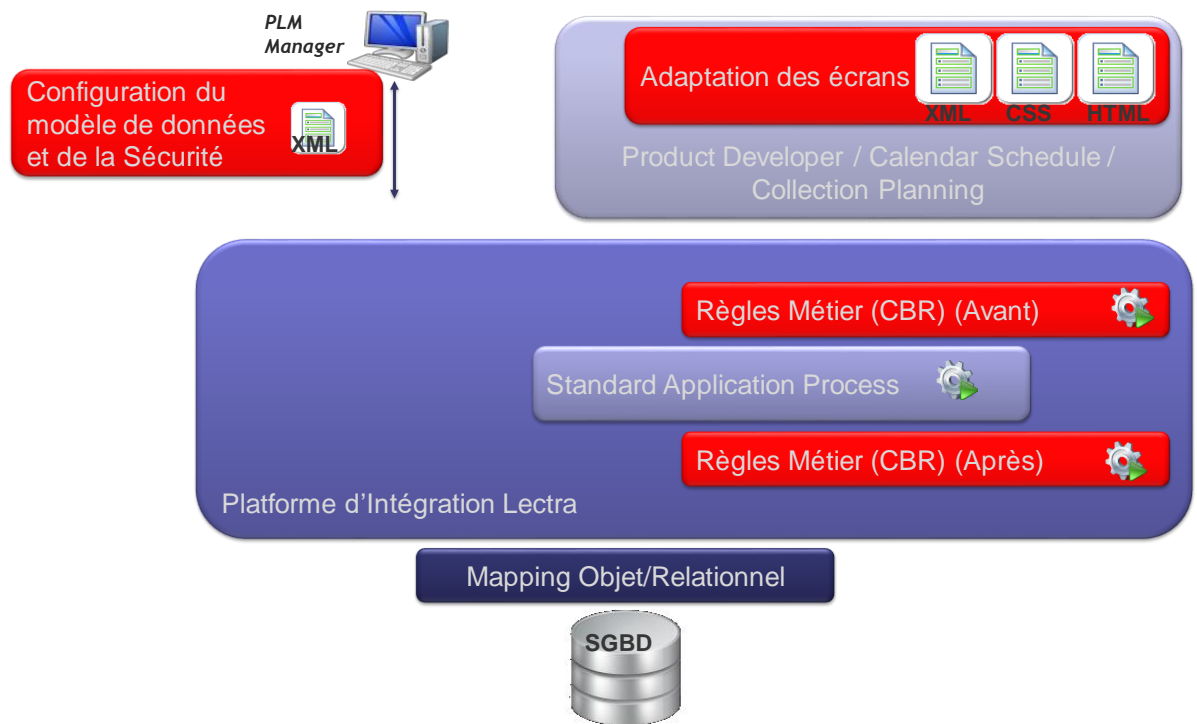 PLM
Manager
Configuration du
modèle de données
et de la Sécurité
XML
Adaptation des écrans
XML
CSS
HTML
Product Developer / Calendar Schedule /
Collection Planning
Règles Métier (CBR) (Avant)
Standard Application Process
Règles Métier (CBR) (Après)
Platforme d’Intégration Lectra
Mapping Objet/Relationnel
SGBD